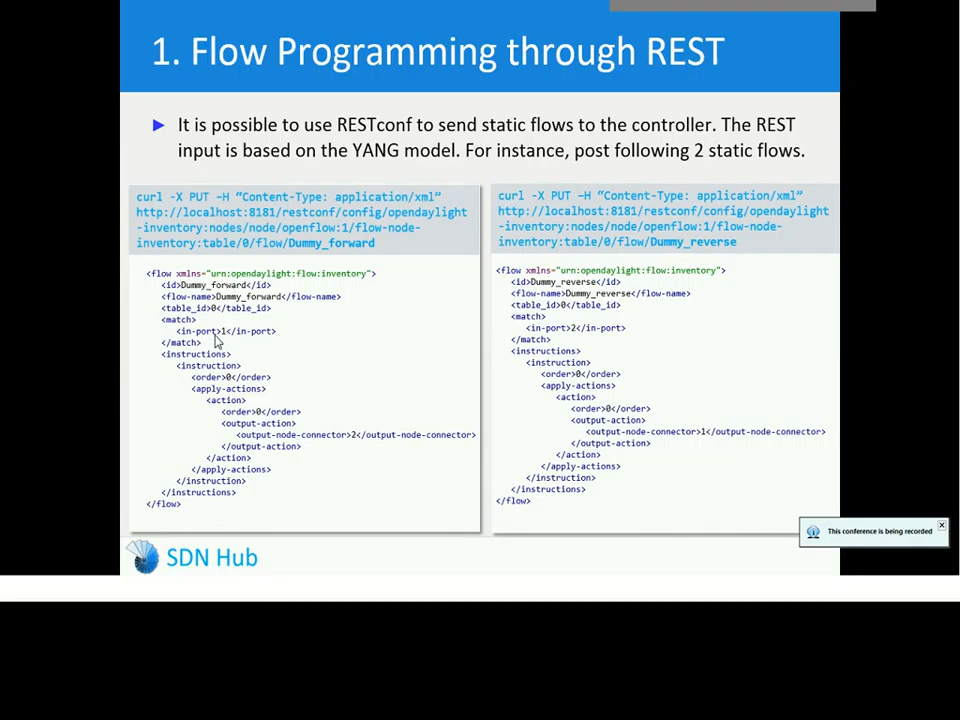 1. Flow Programming through REST
► It is possible to use RESTconf to send static flows to the controller. The REST
input is based on the YANG model. For instance, post following 2 static flows.
curl -X PUT –H “Content-Type: application/xml”
http://localhost:8181/restconf/config/opendaylight
-inventory:nodes/node/openflow:1/flow-node-
inventory:table/0/flow/Dummy_forward
<flow xmlns="urn:opendaylight:flow:inventory">
<id>Dummy_forward</id>
<flow-name>Dummy_forward</flow-name>
<table_id>0</table_id>
<match>
<in-port>1</in-port>
</match>
<instructions>
<instruction>
<order>0</order>
<apply-actions>
<action>
<order>0</order>
<output-action>
<output-node-connector>2</output-node-connector>
</output-action>
</action>
</apply-actions>
</instruction>
</instructions>
</flow>
curl -X PUT –H “Content-Type: application/xml”
http://localhost:8181/restconf/config/opendaylight
-inventory:nodes/node/openflow:1/flow-node-
inventory:table/0/flow/Dummy_reverse
<flow xmlns="urn:opendaylight:flow:inventory">
<id>Dummy_reverse</id>
<flow-name>Dummy_reverse</flow-name>
<table_id>0</table_id>
<match>
<in-port>2</in-port>
</match>
<instructions>
<instruction>
<order>0</order>
<apply-actions>
<action>
<order>0</order>
<output-action>
<output-node-connector>1</output-node-connector>
</output-action>
</action>
</apply-actions>
</instruction>
</instructions>
</flow>
This conference is being recorded
SDN Hub